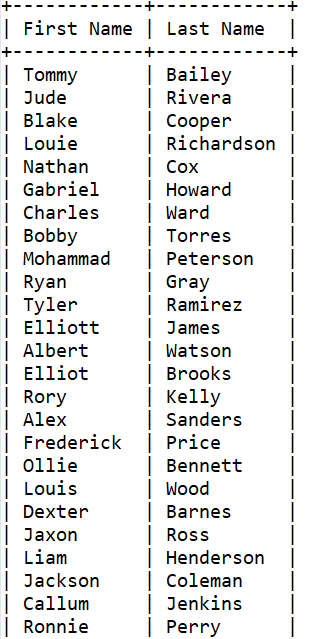 +------------+------------+
| First Name | Last Name  |
+------------+------------+
| Tommy      | Bailey     |
| Jude       | Rivera     |
| Blake      | Cooper     |
| Louie      | Richardson |
| Nathan     | Cox        |
| Gabriel    | Howard     |
| Charles    | Ward       |
| Bobby      | Torres     |
| Mohammad   | Peterson   |
| Ryan       | Gray       |
| Tyler      | Ramirez    |
| Elliott    | James      |
| Albert     | Watson     |
| Elliot     | Brooks     |
| Rory       | Kelly      |
| Alex       | Sanders    |
| Frederick  | Price      |
| Ollie      | Bennett    |
| Louis      | Wood       |
| Dexter     | Barnes     |
| Jaxon      | Ross       |
| Liam       | Henderson  |
| Jackson    | Coleman    |
| Callum     | Jenkins    |
| Ronnie     | Perry      |